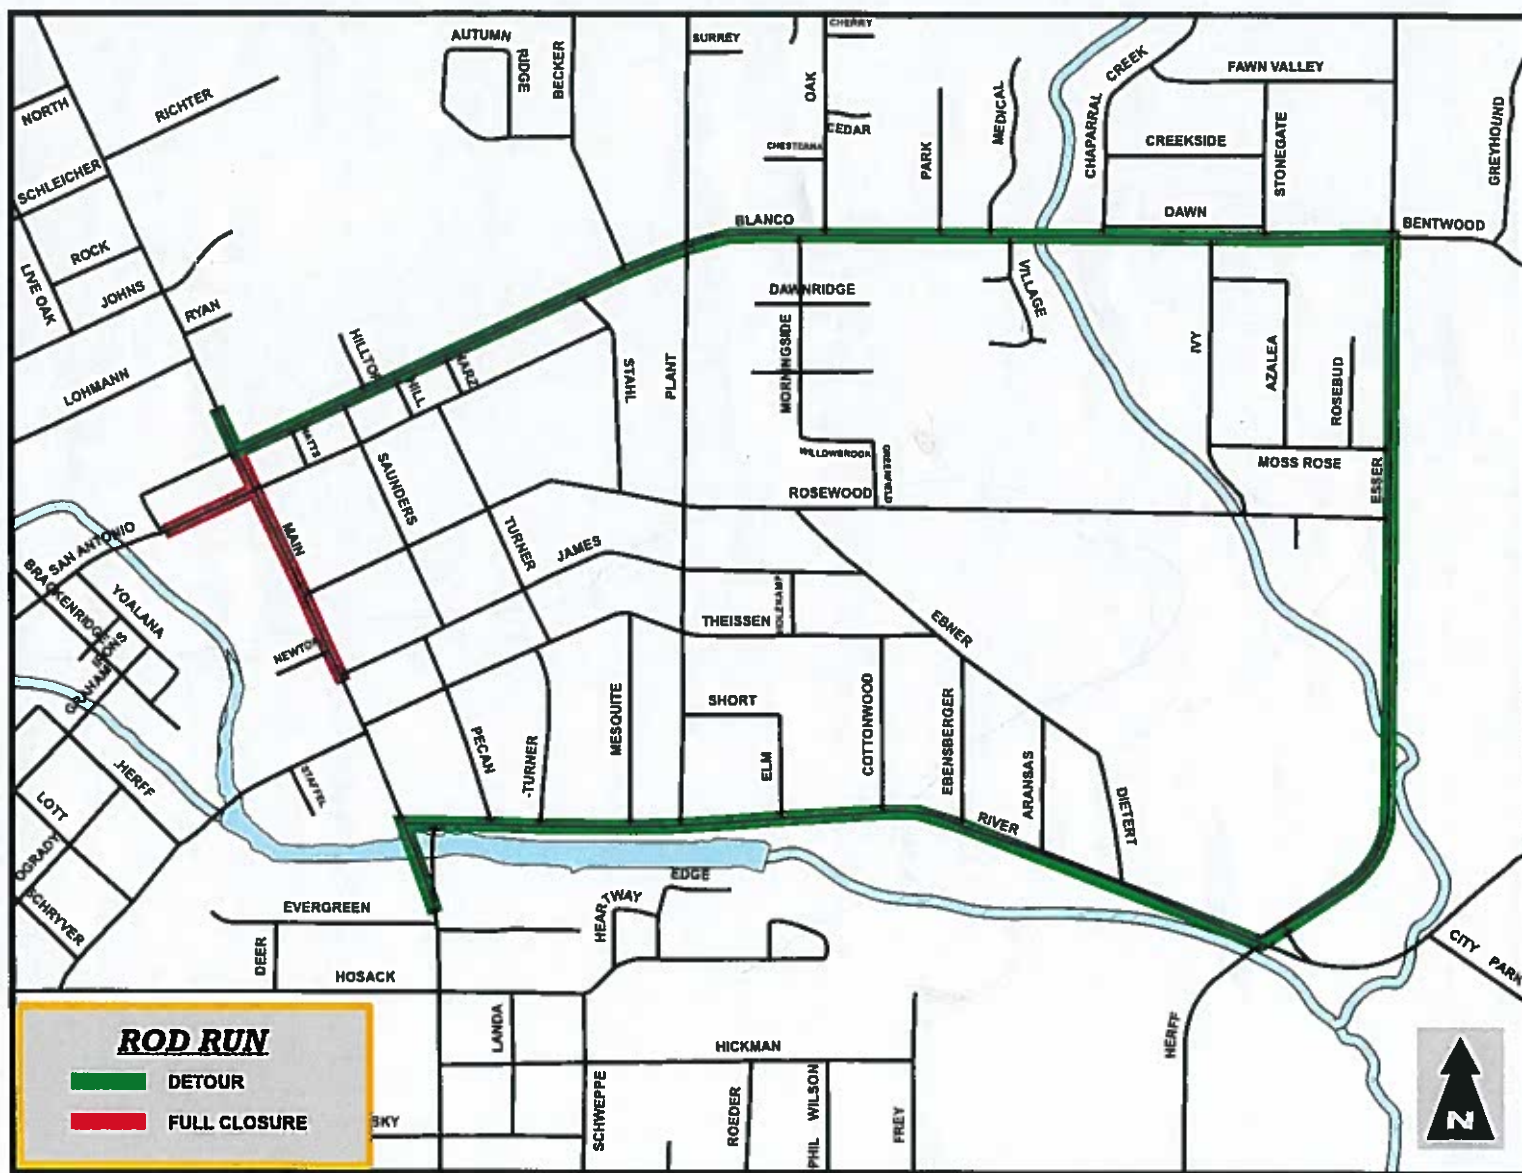 AUTUMN
RIDGE
BECKER
SURREY
CHERRY
OAK
CEDAR
PARK
MEDICAL
CHAPARRAL CREEK
FAWN VALLEY
CREEKSIDE
STONEGATE
GREYHOUND
DAWN
BENTWOOD
BLANCO
NORTH
RICHTER
SCHLEICHER
ROCK
LIVE OAK
JOHNS
RYAN
LOHMANN
HILLTOP
HILL
STAHL
PLANT
DAWNRIDGE
MORNINGSIDE
VILLAGE
IVY
AZALEA
ROSEBUD
WILLOWBROOK
GREENFIELD
MOSS ROSE
ESSER
ROSEWOOD
SAUNDERS
TURNER
MAIN
JAMES
SAN ANTONIO
BRACKENRIDGE
YOALANA
IRONS
GRAHAM
NEWTON
THEISSEN
EBNER
SHORT
MESQUITE
PECAN
-TURNER
ELM
COTTONWOOD
EBENSBERGER
ARANSAS
DIETERT
RIVER
.HERFF
STAFFEL
LOTT
OGRADY
SCHRYVER
EVERGREEN
DEER
HOSACK
HEARTWAY
EDGE
CITY PARK
HERFF
LANDA
HICKMAN
SCHWEPPE
ROEDER
PHIL WILSON
FREY
SKY
ROD RUN
DETOUR
FULL CLOSURE
N